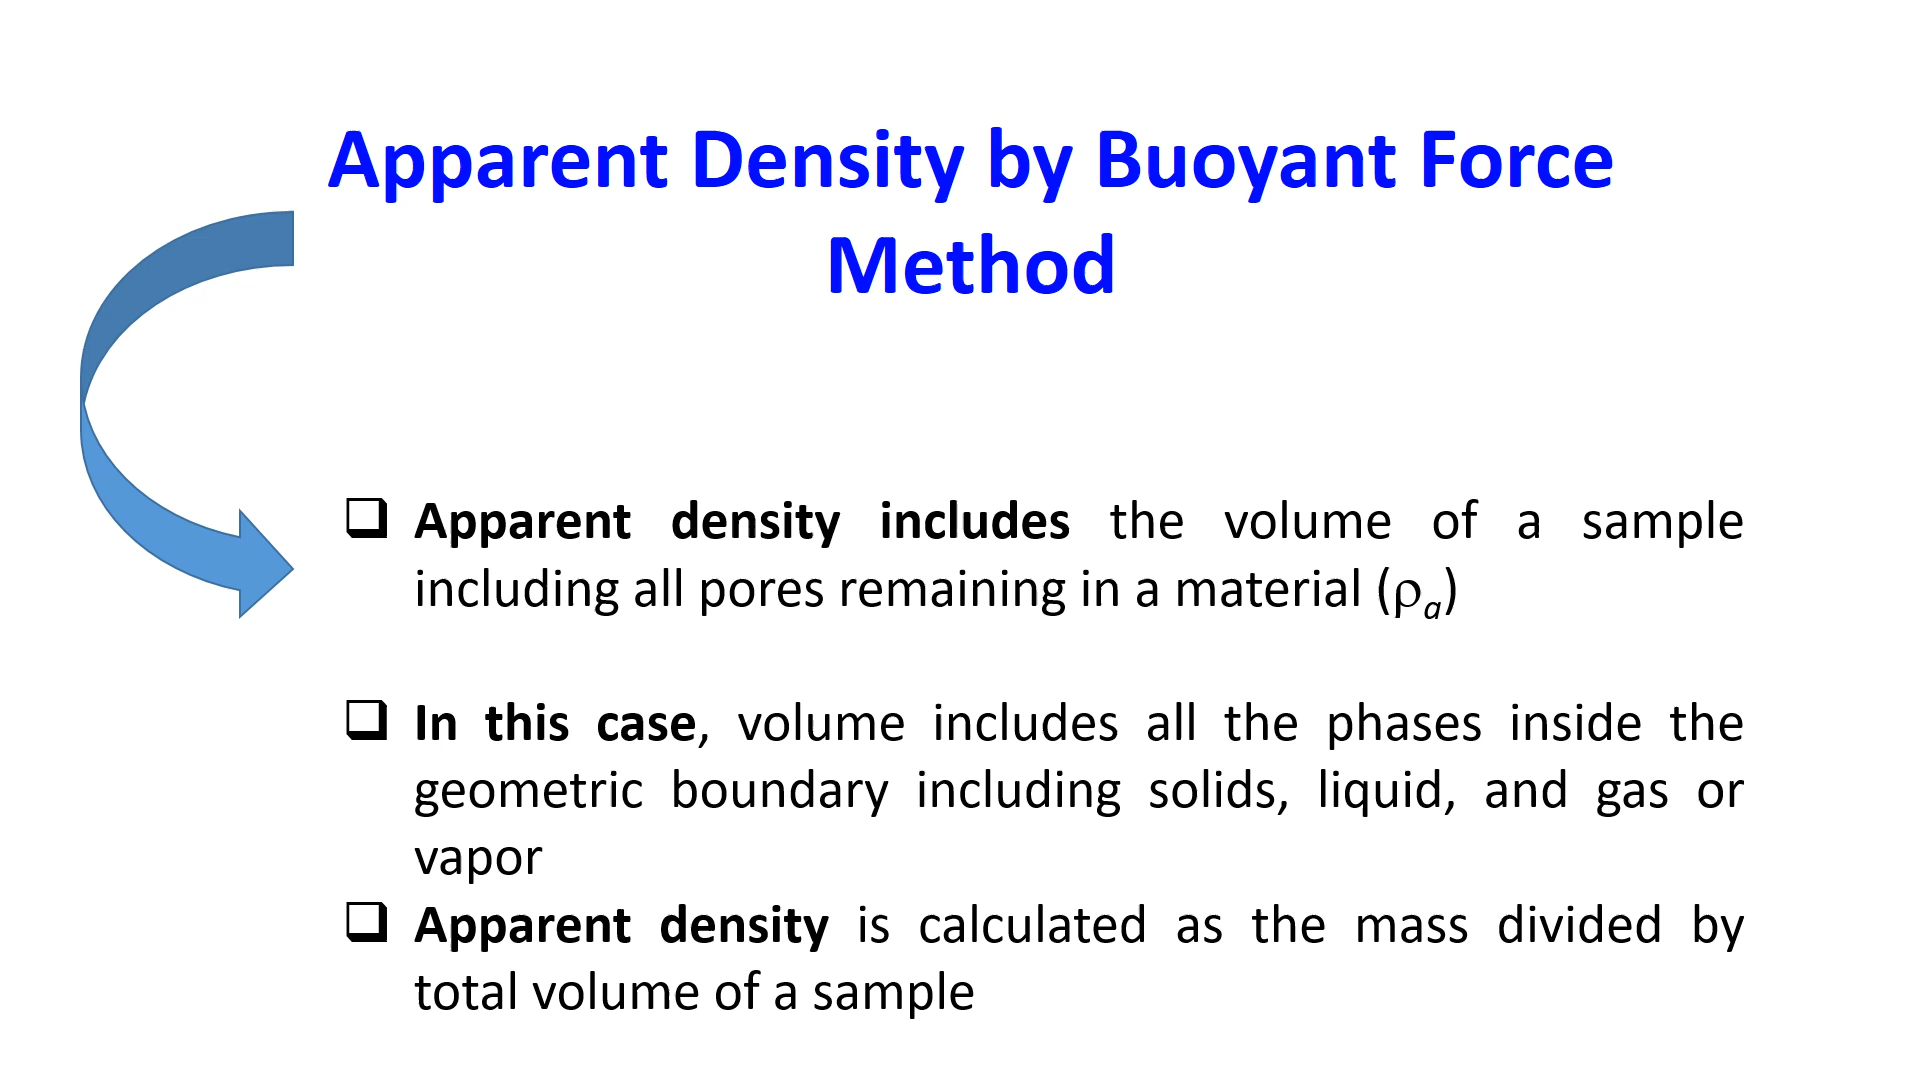 Apparent Density by Buoyant Force
Method
❑ Apparent density includes the volume of a sample
including all pores remaining in a material (ρa)
❑ In this case, volume includes all the phases inside the
geometric boundary including solids, liquid, and gas or
vapor
❑ Apparent density is calculated as the mass divided by
total volume of a sample